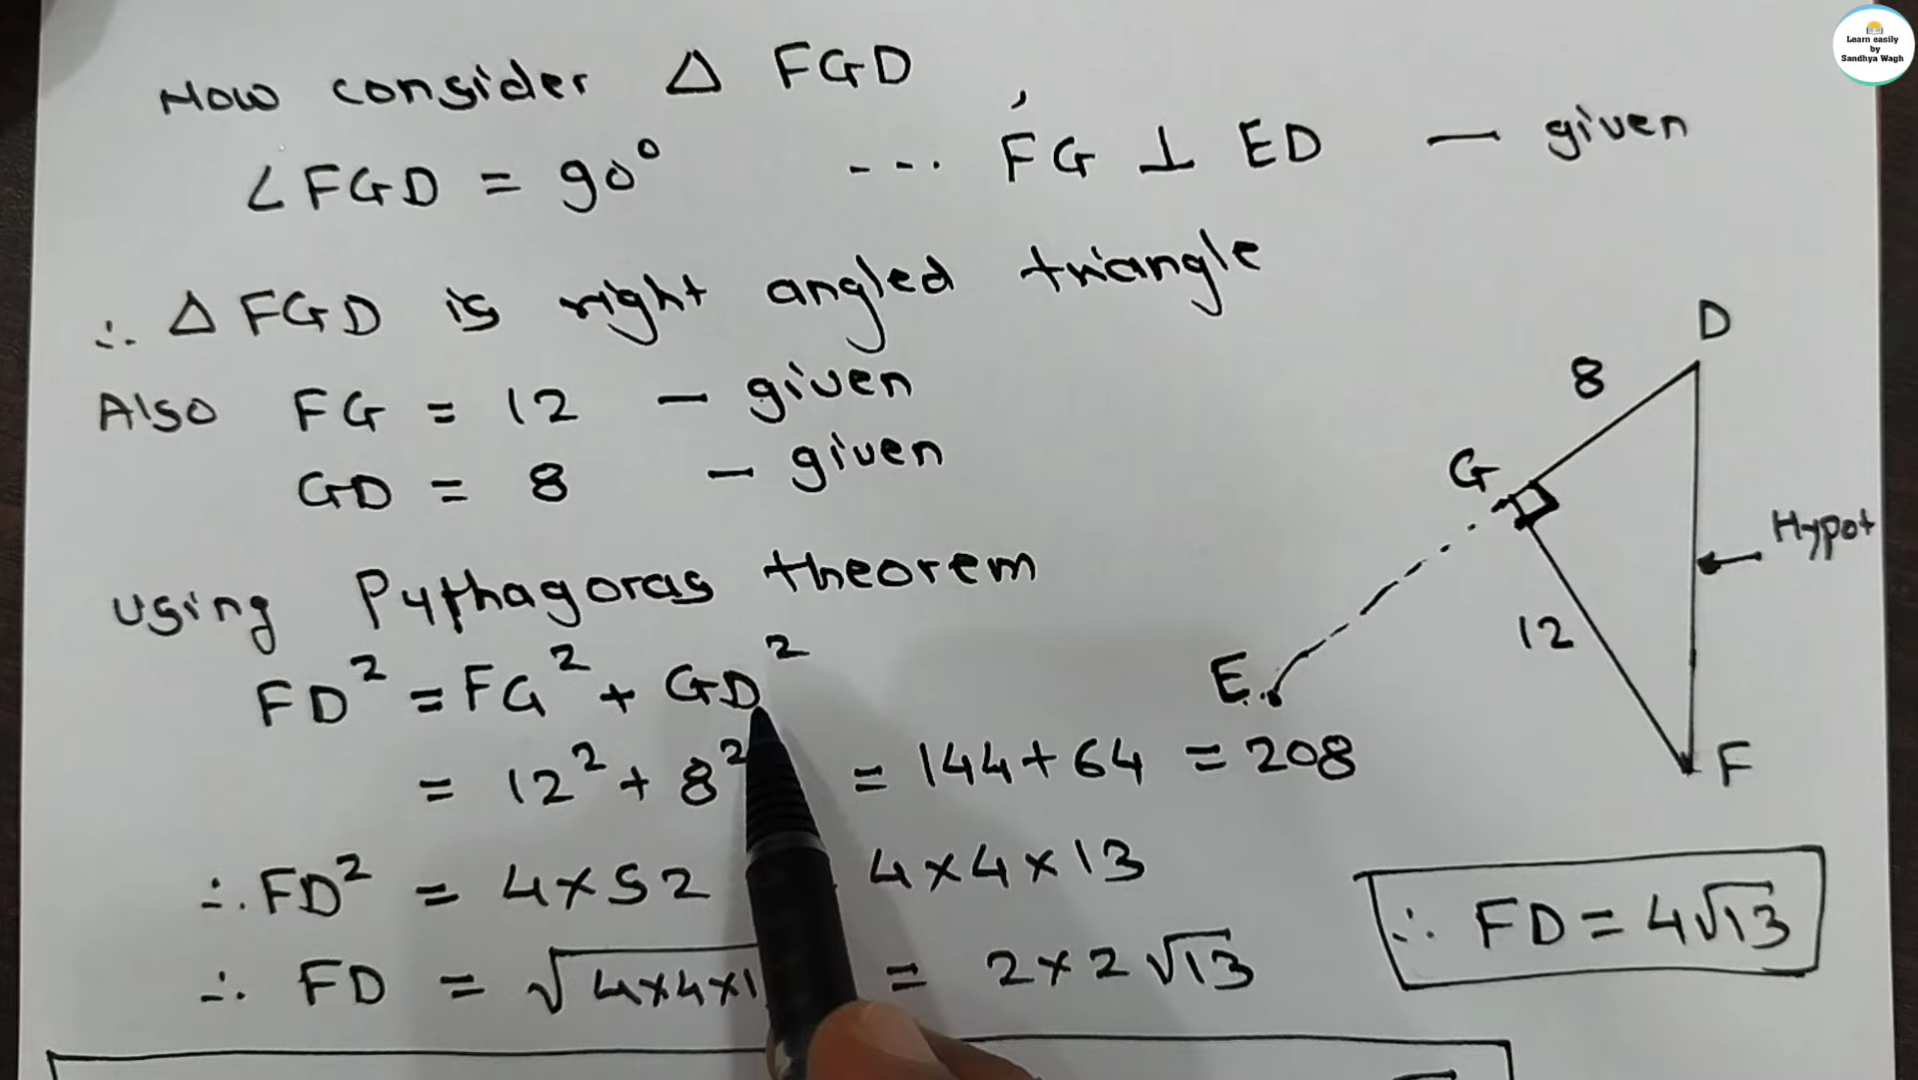 Now consider △ FGD ,
∠FGD = 90° --- FG ⊥ ED — given
∴ △ FGD is right angled triangle
Also FG = 12 — given
GD = 8 — given
using Pythagoras theorem
FD² = FG² + GD²
= 12² + 8² = 144 + 64 = 208
∴ FD² = 4 × 52 4 × 4 × 13
∴ FD = √4×4×1 = 2 × 2 √13
∴ FD = 4√13
D
8
G
Hypot
12
E
F
Learn easily
by
Sandhya Wagh